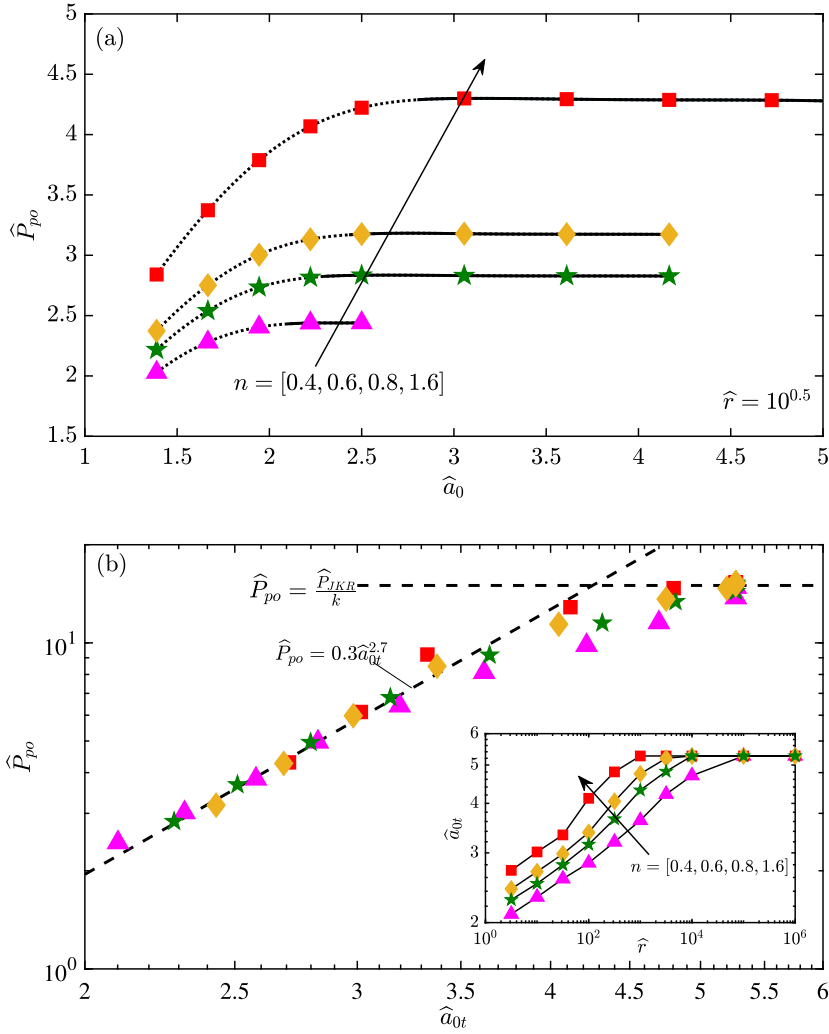 (a)
5
4.5
4
3.5
3
2.5
2
1.5
P̂_po
n = [0.4, 0.6, 0.8, 1.6]
r̂ = 10^0.5
1 1.5 2 2.5 3 3.5 4 4.5 5
â_0
(b)
P̂_po = P̂_JKR/k
10^1
P̂_po = 0.3â_0t^2.7
P̂_po
10^0
6
5
4
3
2
â_0t
n = [0.4, 0.6, 0.8, 1.6]
10^0 10^2 10^4 10^6
r̂
2 2.5 3 3.5 4 4.5 5 5.5 6
â_0t